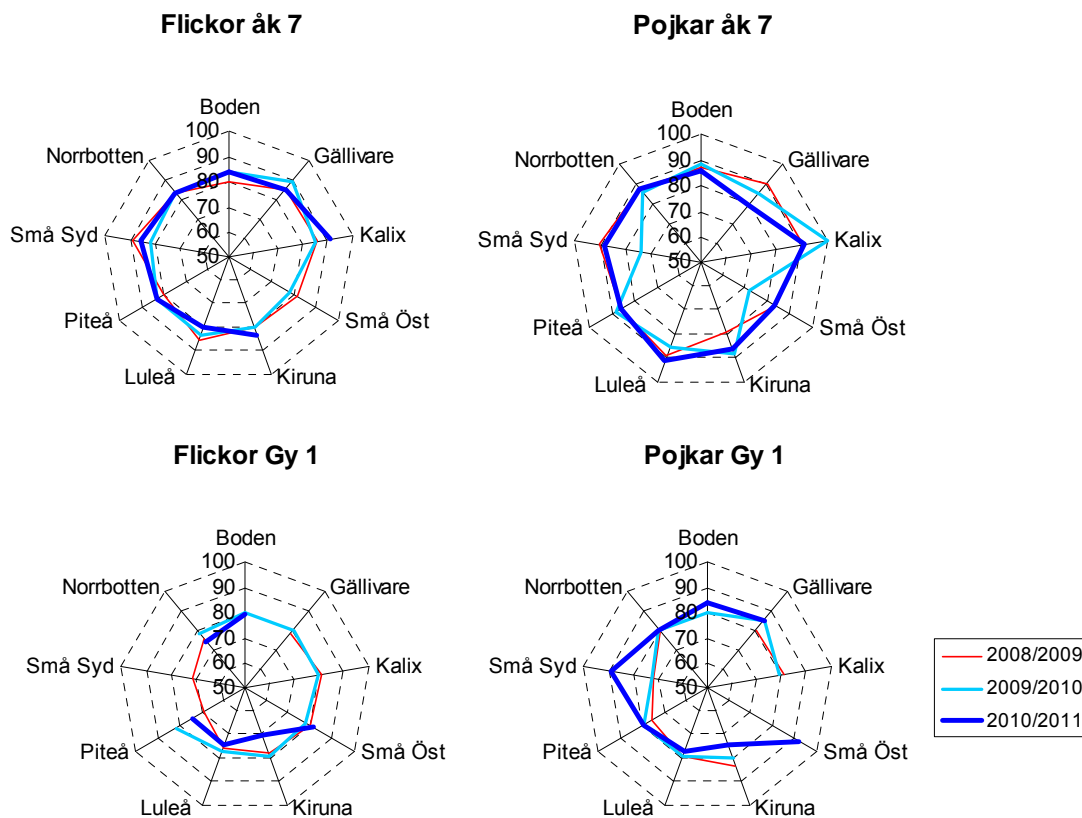 Flickor åk 7
Boden
Gällivare
Kalix
Små Öst
Kiruna
Luleå
Piteå
Små Syd
Norrbotten
100
90
80
70
60
50
Pojkar åk 7
Boden
Gällivare
Kalix
Små Öst
Kiruna
Luleå
Piteå
Små Syd
Norrbotten
100
90
80
70
60
50
Flickor Gy 1
Boden
Gällivare
Kalix
Små Öst
Kiruna
Luleå
Piteå
Små Syd
Norrbotten
100
90
80
70
60
50
Pojkar Gy 1
Boden
Gällivare
Kalix
Små Öst
Kiruna
Luleå
Piteå
Små Syd
Norrbotten
100
90
80
70
60
50
2008/2009
2009/2010
2010/2011